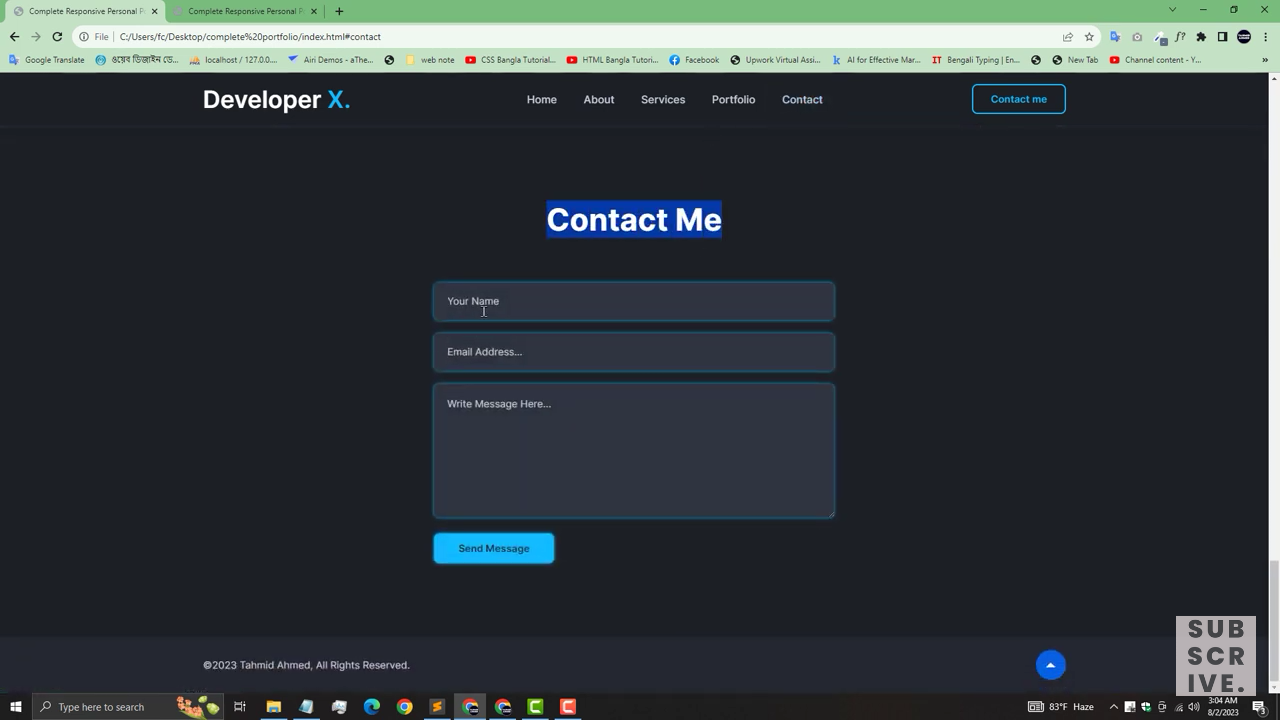 Complete Responsive Personal Po
Complete Responsive Personal Po
File
C:/Users/fc/Desktop/complete%20portfolio/index.html#contact
Google Translate
ওয়েব ডিজাইন ডে...
localhost / 127.0.0....
Airi Demos - aThe...
web note
CSS Bangla Tutorial...
HTML Bangla Tutori...
Facebook
Upwork Virtual Assi...
AI for Effective Mar...
Bengali Typing | En...
New Tab
Channel content - Y...
»
Developer X.
Home
About
Services
Portfolio
Contact
Contact me
Contact Me
Your Name
Email Address...
Write Message Here...
Send Message
©2023 Tahmid Ahmed, All Rights Reserved.
SUB
SCR
IVE.
Type here to search
83°F Haze
3:04 AM
8/2/2023